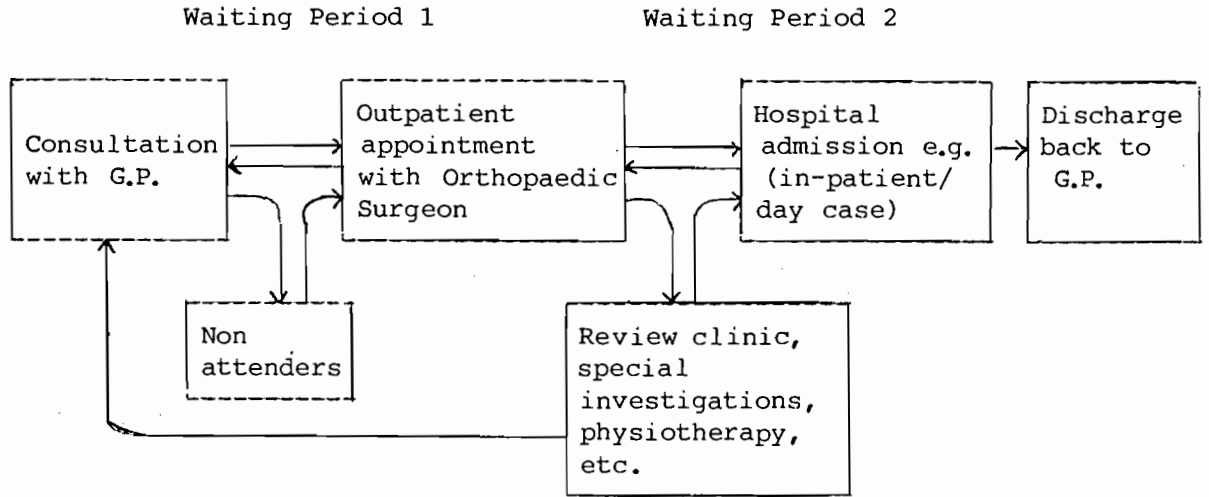 Waiting Period 1
Waiting Period 2
Consultation
with G.P.
Outpatient
appointment
with Orthopaedic
Surgeon
Hospital
admission e.g.
(in-patient/
day case)
Discharge
back to
G.P.
Non
attenders
Review clinic,
special
investigations,
physiotherapy,
etc.